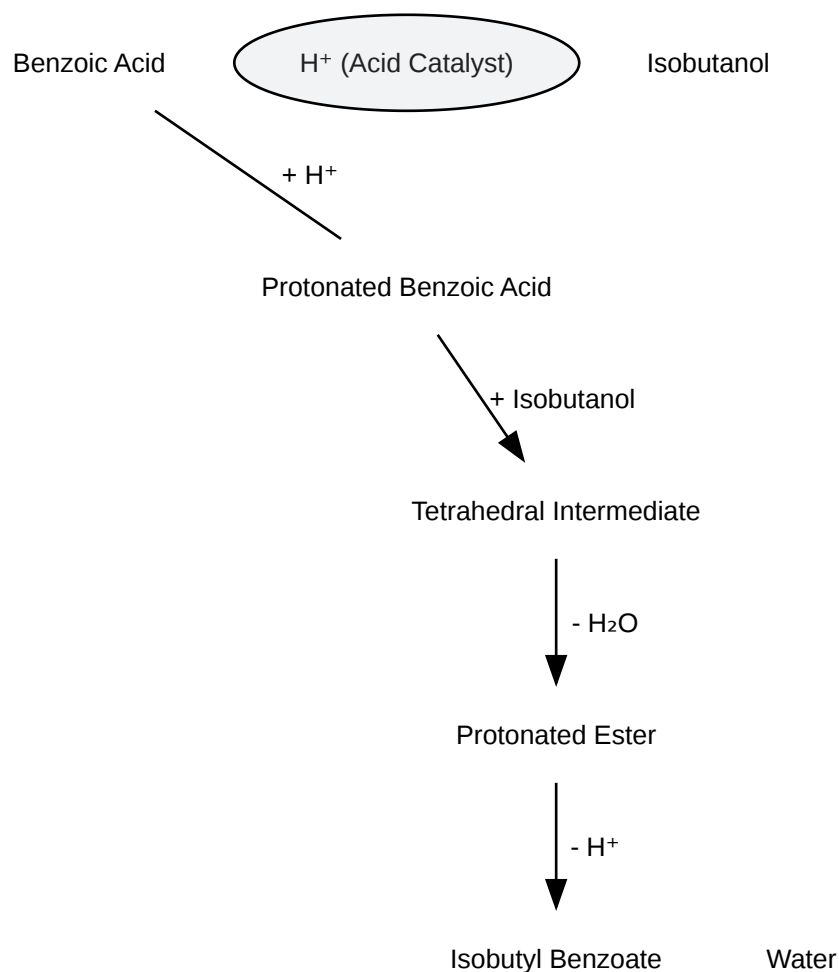 Benzoic Acid
H⁺ (Acid Catalyst)
Isobutanol
+ H⁺
Protonated Benzoic Acid
+ Isobutanol
Tetrahedral Intermediate
- H₂O
Protonated Ester
- H⁺
Isobutyl Benzoate
Water